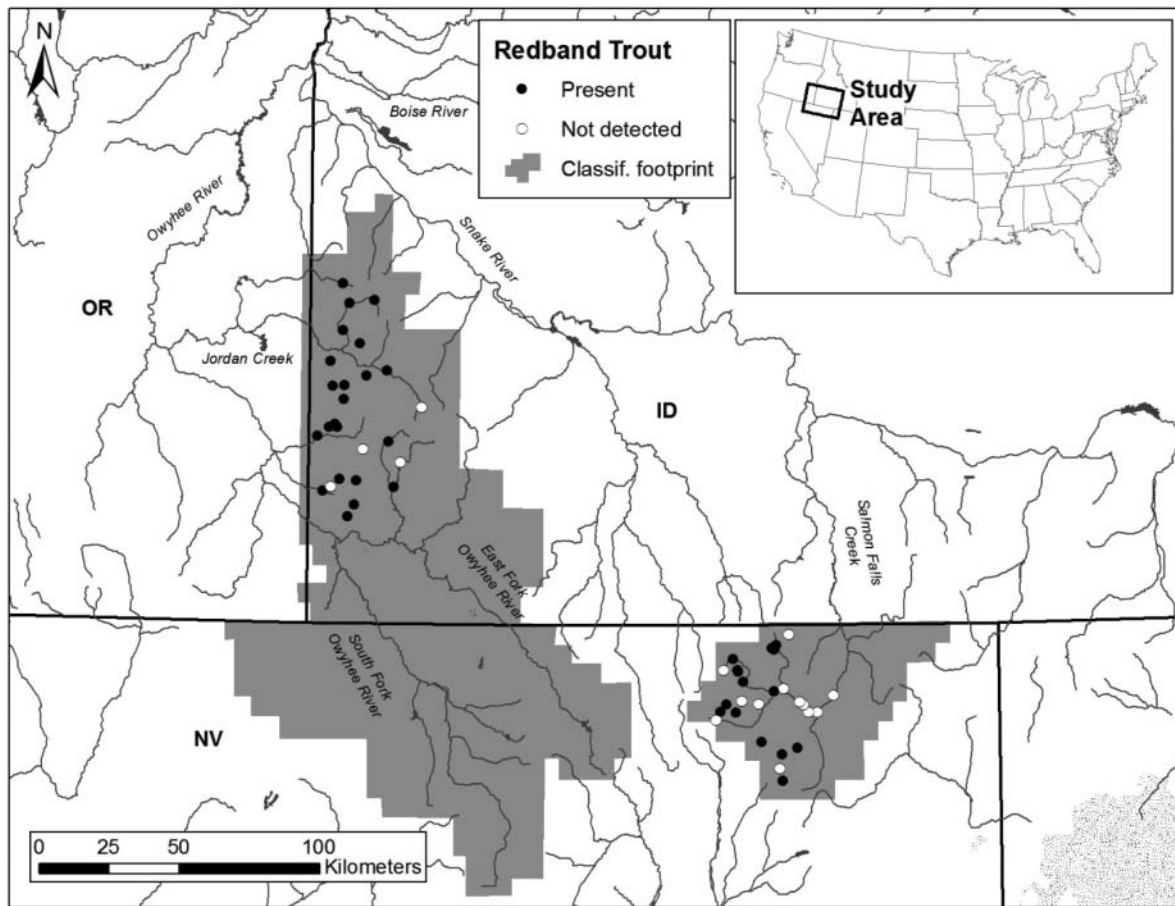 N
Redband Trout
Present
Not detected
Classif. footprint
Study
Area
Boise River
Owyhee River
Snake River
OR
Jordan Creek
ID
Salmon Falls
Creek
East Fork
Owyhee River
South Fork
Owyhee River
NV
0 25 50 100
Kilometers